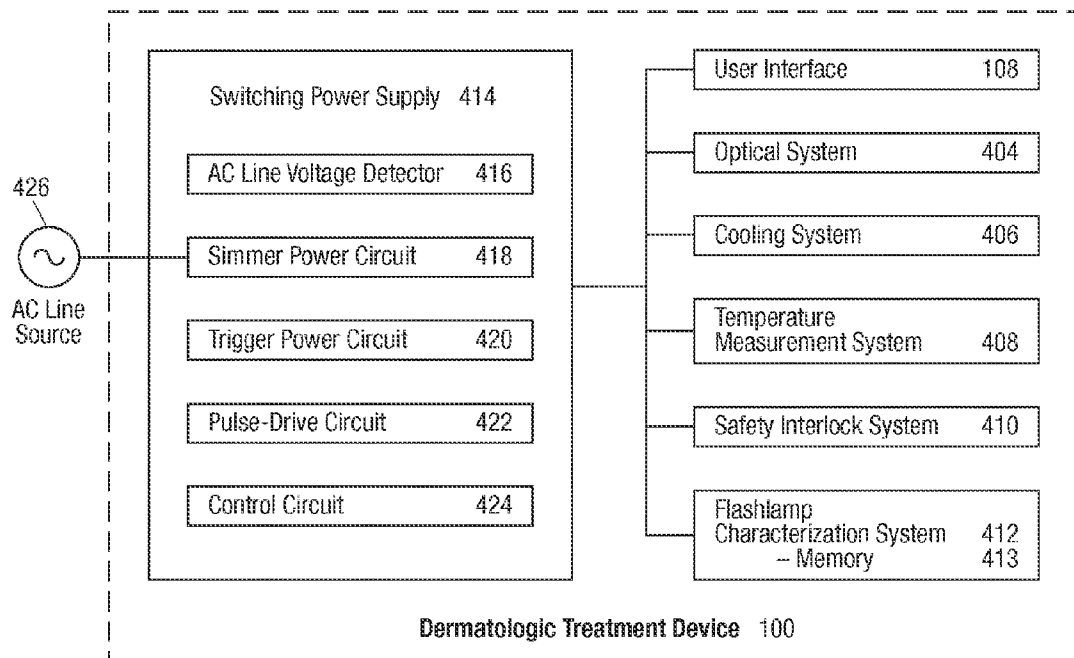 Switching Power Supply 414
AC Line Voltage Detector 416
Simmer Power Circuit 418
Trigger Power Circuit 420
Pulse-Drive Circuit 422
Control Circuit 424
426
AC Line
Source
User Interface 108
Optical System 404
Cooling System 406
Temperature
Measurement System 408
Safety Interlock System 410
Flashlamp
Characterization System 412
– Memory 413
Dermatologic Treatment Device 100